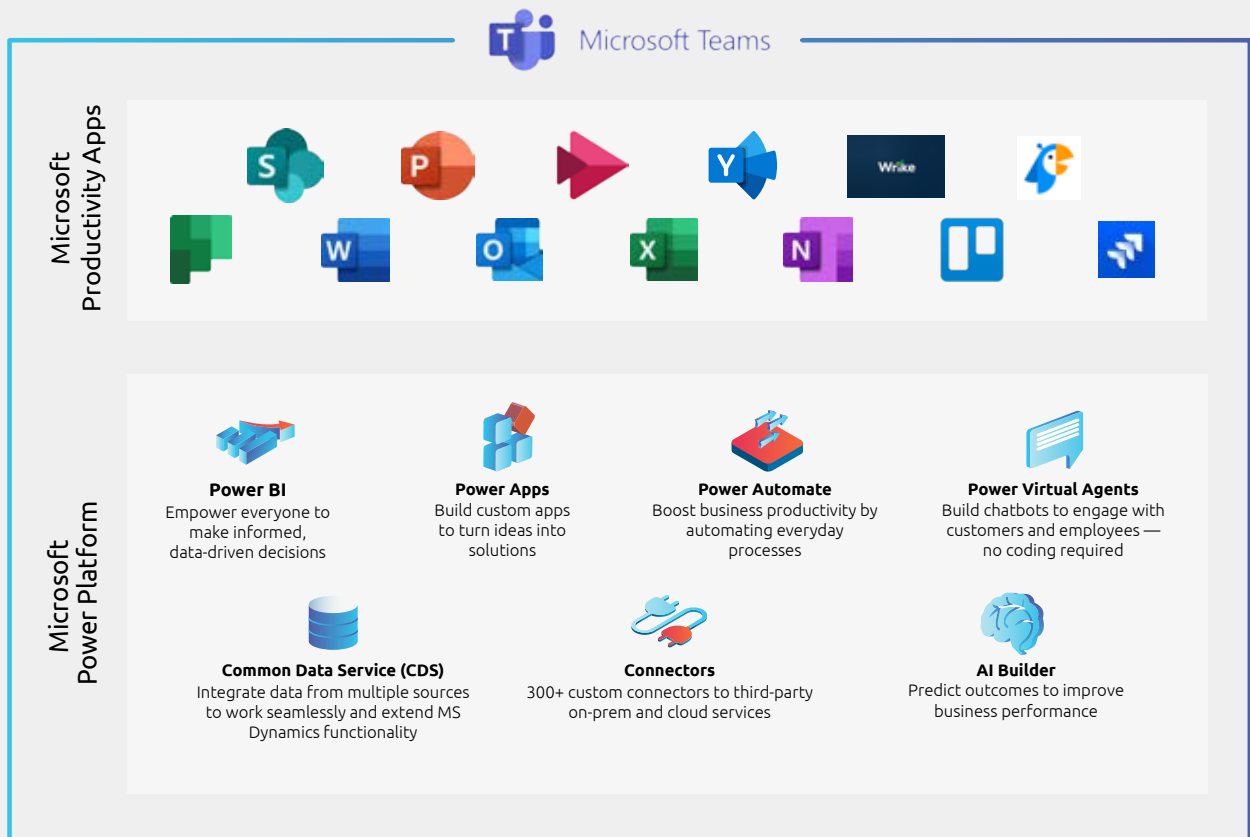 T Microsoft Teams
Microsoft
Productivity Apps
S P Y Wrike
W O X N
Microsoft
Power Platform
Power BI
Empower everyone to
make informed,
data-driven decisions
Power Apps
Build custom apps
to turn ideas into
solutions
Power Automate
Boost business productivity by
automating everyday
processes
Power Virtual Agents
Build chatbots to engage with
customers and employees —
no coding required
Common Data Service (CDS)
Integrate data from multiple sources
to work seamlessly and extend MS
Dynamics functionality
Connectors
300+ custom connectors to third-party
on-prem and cloud services
AI Builder
Predict outcomes to improve
business performance